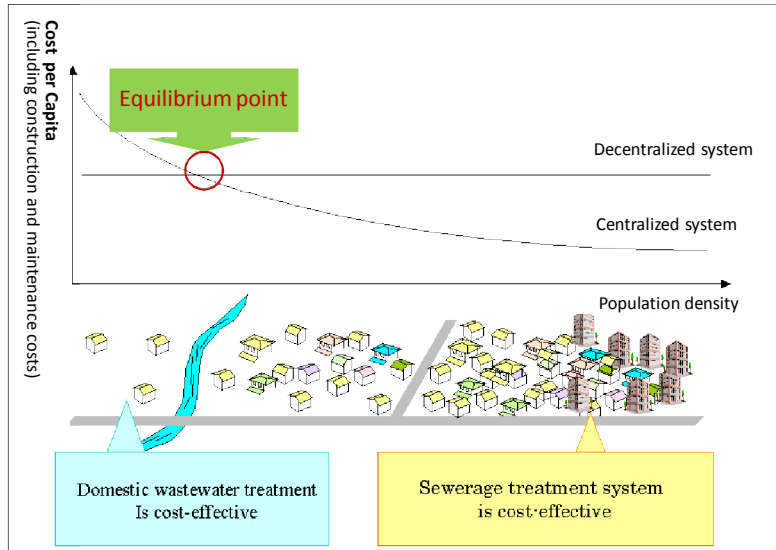 Cost per Capita
(including construction and maintenance costs)
Equilibrium point
Decentralized system
Centralized system
Population density
Domestic wastewater treatment
Is cost-effective
Sewerage treatment system
is cost-effective